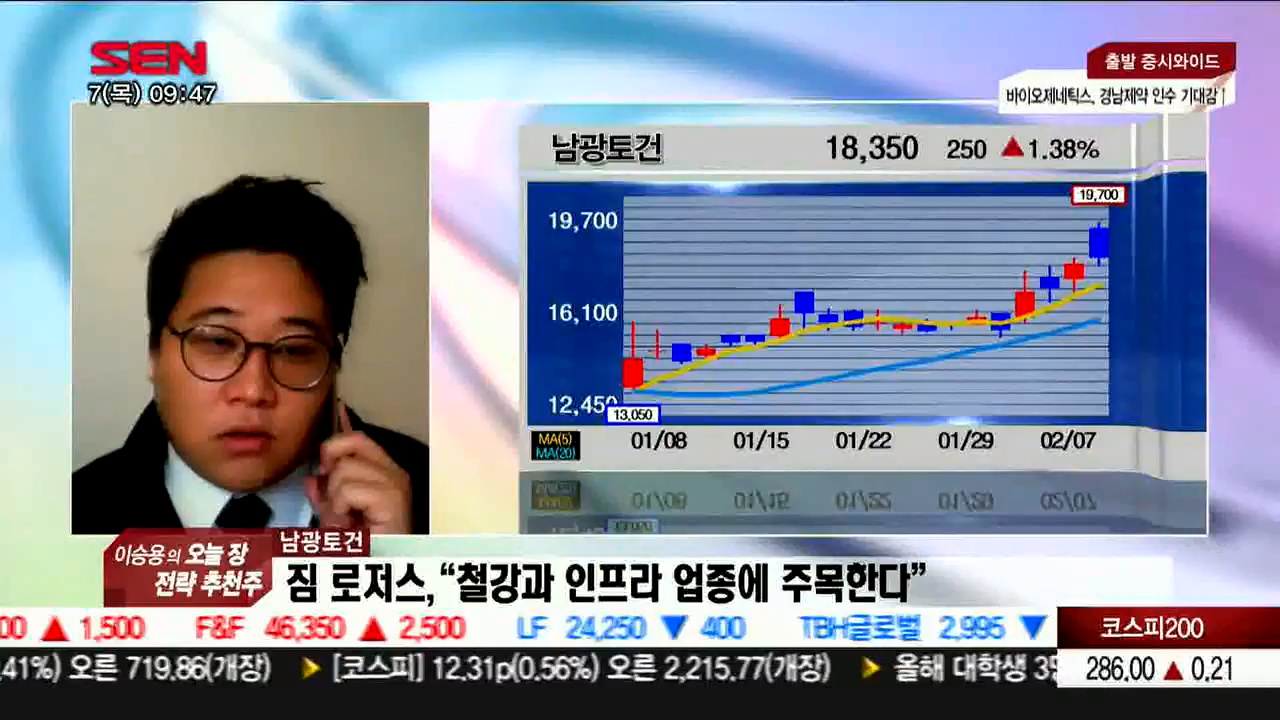 SEN
7(목) 09:47
출발 증시와이드
바이오제네틱스, 경남제약 인수 기대감
남광토건 18,350 250 ▲1.38%
19,700
19,700
16,100
12,450
13,050
MA(5)
MA(20)
01/08 01/15 01/22 01/29 02/07
이승용의 오늘 장
전략 추천주
남광토건
짐 로저스, “철강과 인프라 업종에 주목한다”
00 ▲ 1,500 F&F 46,350 ▲ 2,500 LF 24,250 ▼ 400 TBH글로벌 2,995 ▼
코스피200
.41%) 오른 719.86(개장) ▶ [코스피] 12.31p(0.56%) 오른 2,215.77(개장) ▶ 올해 대학생
286.00 ▲ 0.21